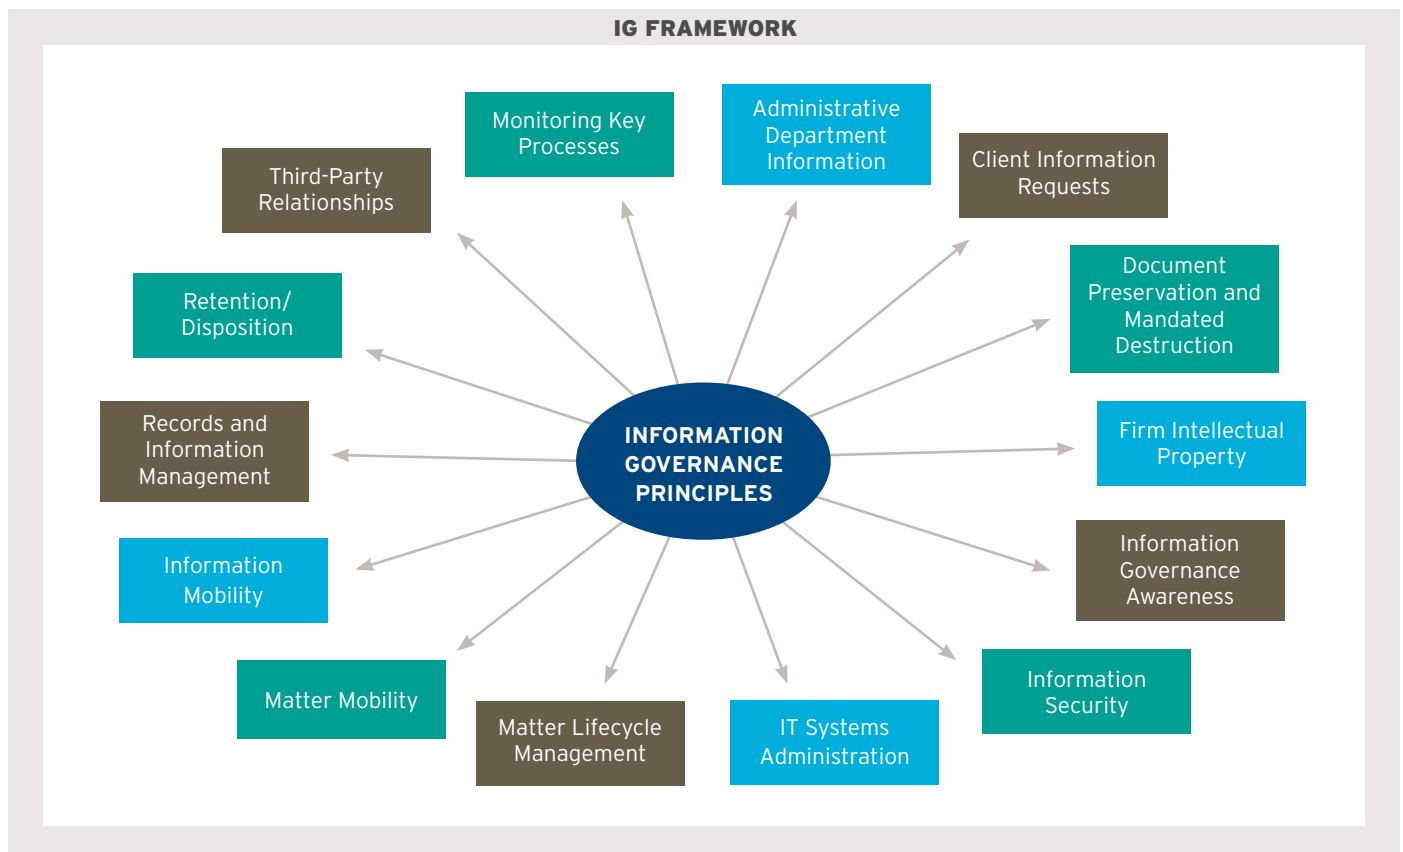 IG FRAMEWORK
Monitoring Key
Processes
Administrative
Department
Information
Client Information
Requests
Third-Party
Relationships
Document
Preservation and
Mandated
Destruction
Retention/
Disposition
Records and
Information
Management
INFORMATION
GOVERNANCE
PRINCIPLES
Firm Intellectual
Property
Information
Mobility
Information
Governance
Awareness
Matter Mobility
Information
Security
Matter Lifecycle
Management
IT Systems
Administration